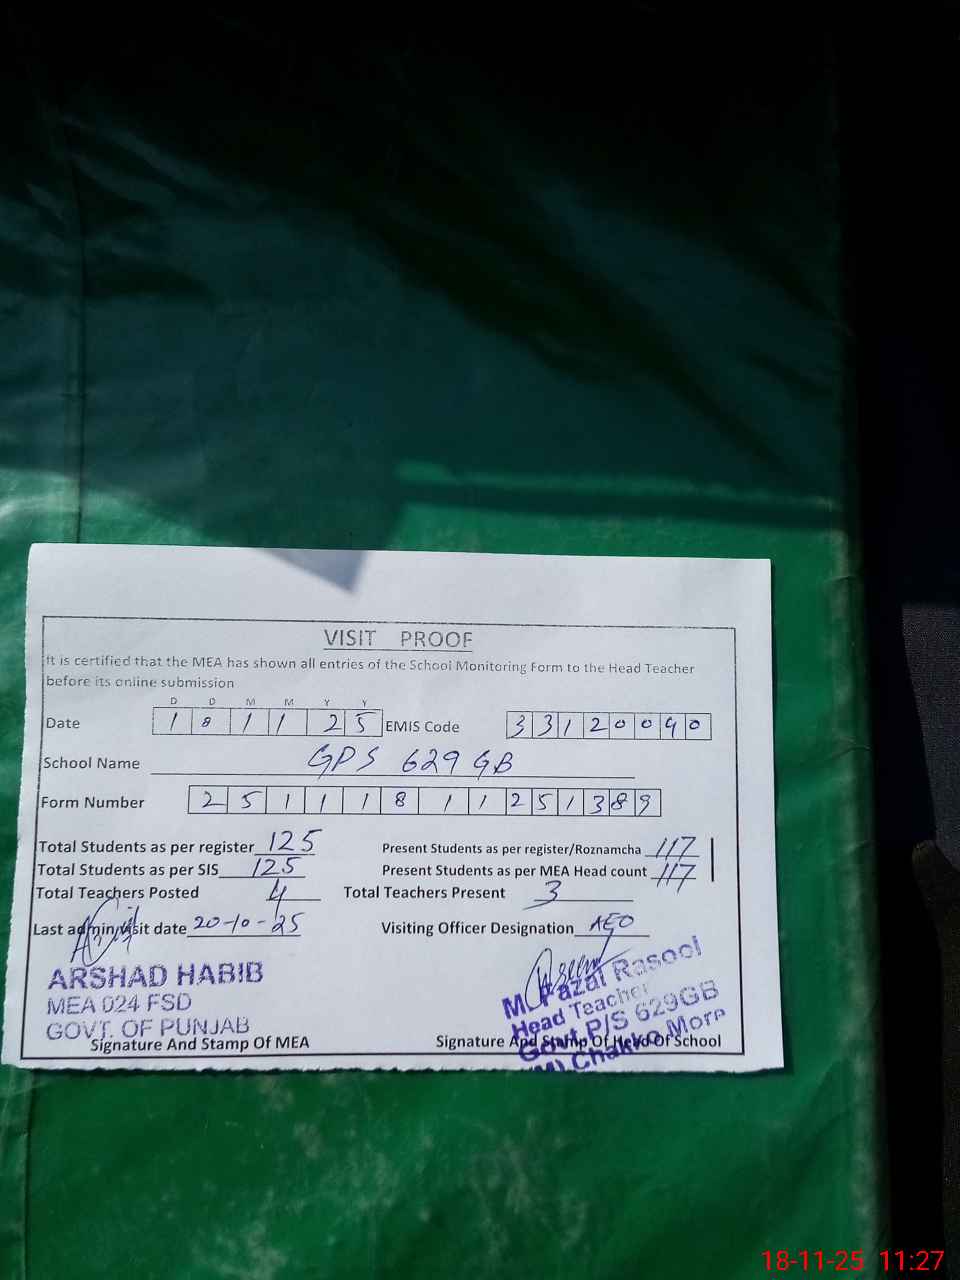 VISIT PROOF
It is certified that the MEA has shown all entries of the School Monitoring Form to the Head Teacher
before its online submission
D D M M Y Y
Date 1 8 1 1 2 5 EMIS Code 3 3 1 2 0 0 9 0
School Name GPS 629 GB
Form Number 2 5 1 1 1 8 1 1 2 5 1 3 8 9
Total Students as per register 125 Present Students as per register/Roznamcha 117
Total Students as per SIS 125 Present Students as per MEA Head count 117
Total Teachers Posted 4 Total Teachers Present 3
Last admin visit date 20-10-25 Visiting Officer Designation AEO
ARSHAD HABIB
MEA 024 FSD
GOVT. OF PUNJAB
Signature And Stamp Of MEA
M. Fazal Rasool
Head Teacher
Govt. P/S 629GB
(M) Chakko More
Signature And Stamp Of Head Of School
18-11-25 11:27